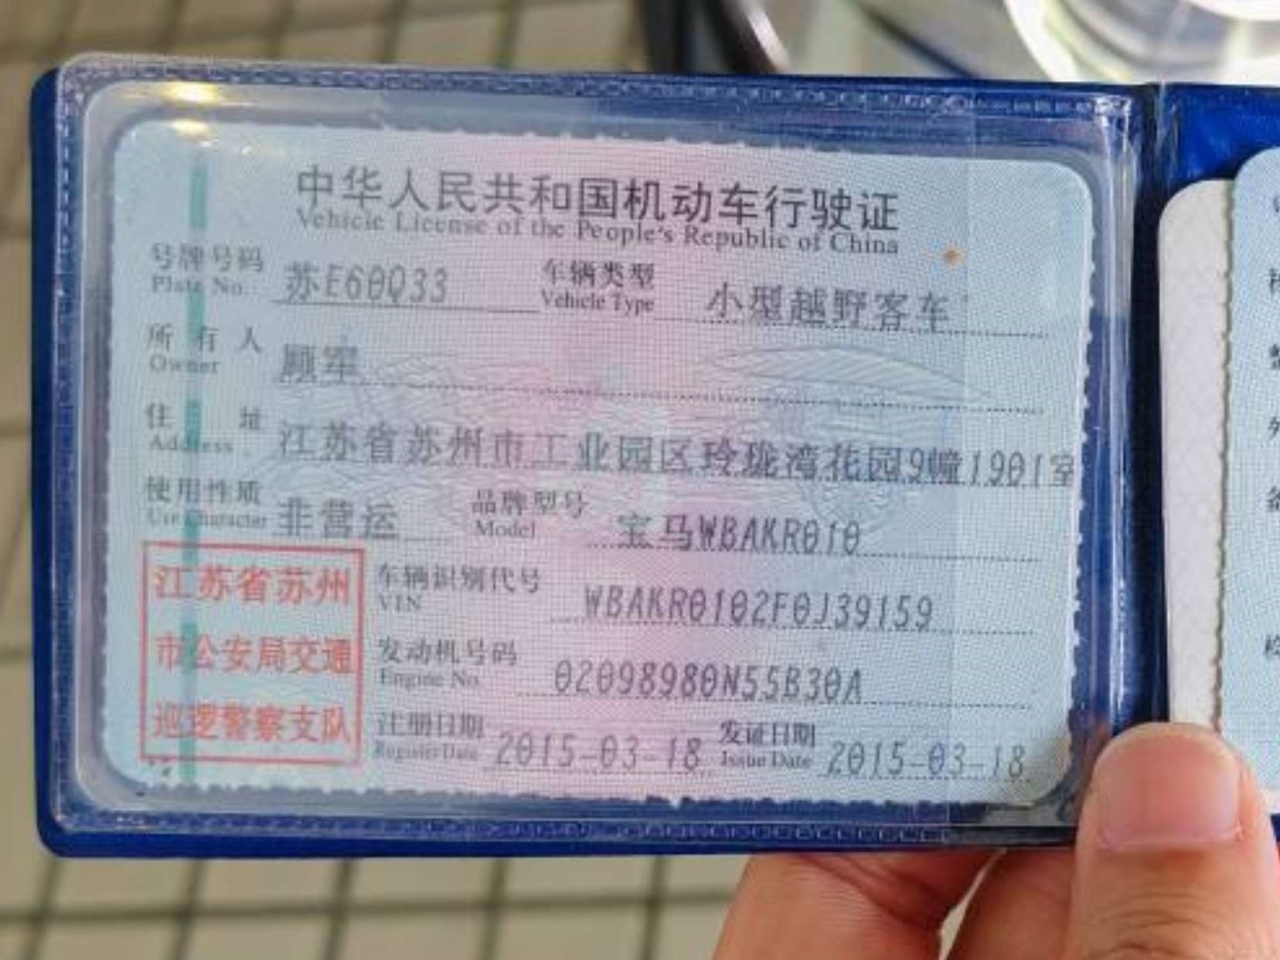 中华人民共和国机动车行驶证
Vehicle License of the People's Republic of China
号牌号码 苏E60Q33 车辆类型 小型越野客车
Plate No. Vehicle Type
所有人 顾军
Owner
住址 江苏省苏州市工业园区玲珑湾花园9幢1901室
Address
使用性质 非营运 品牌型号 宝马WBAKR010
Use Character Model
江苏省苏州
市公安局交通
巡逻警察支队
车辆识别代号 WBAKR0102F0J39159
VIN
发动机号码 02098980N55B30A
Engine No.
注册日期 2015-03-18 发证日期 2015-03-18
Register Date Issue Date